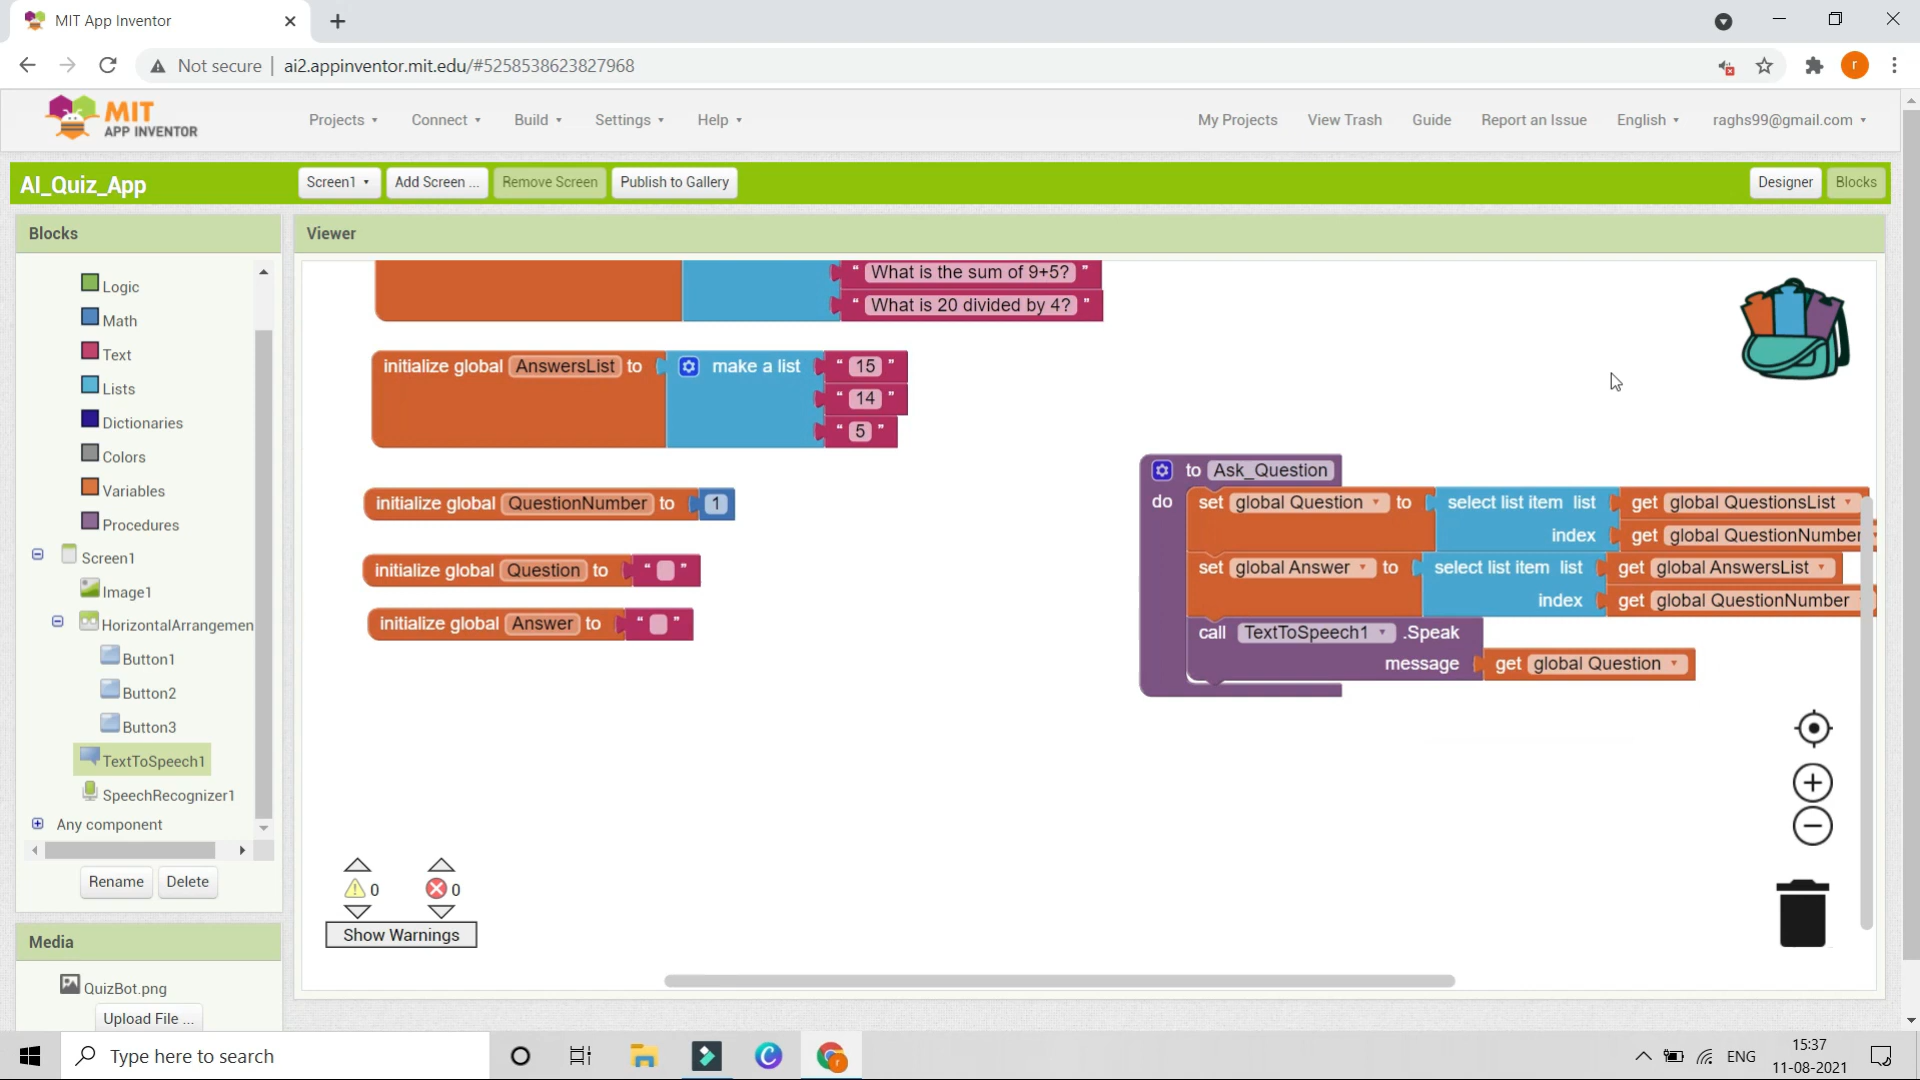 MIT App Inventor
Not secure | ai2.appinventor.mit.edu/#5258538623827968
r
MIT
APP INVENTOR
Projects Connect Build Settings Help
My Projects View Trash Guide Report an Issue English raghs99@gmail.com
AI_Quiz_App
Screen1 Add Screen ... Remove Screen Publish to Gallery
Designer Blocks
Blocks
Logic
Math
Text
Lists
Dictionaries
Colors
Variables
Procedures
Screen1
Image1
HorizontalArrangemen
Button1
Button2
Button3
TextToSpeech1
SpeechRecognizer1
Any component
Rename Delete
Media
QuizBot.png
Upload File ...
Viewer
" What is the sum of 9+5? "
" What is 20 divided by 4? "
initialize global AnswersList to make a list " 15 "
" 14 "
" 5 "
initialize global QuestionNumber to 1
initialize global Question to " "
initialize global Answer to " "
to Ask_Question
do set global Question to select list item list get global QuestionsList
index get global QuestionNumber
set global Answer to select list item list get global AnswersList
index get global QuestionNumber
call TextToSpeech1 .Speak
message get global Question
0 0
Show Warnings
Type here to search
ENG
15:37
11-08-2021